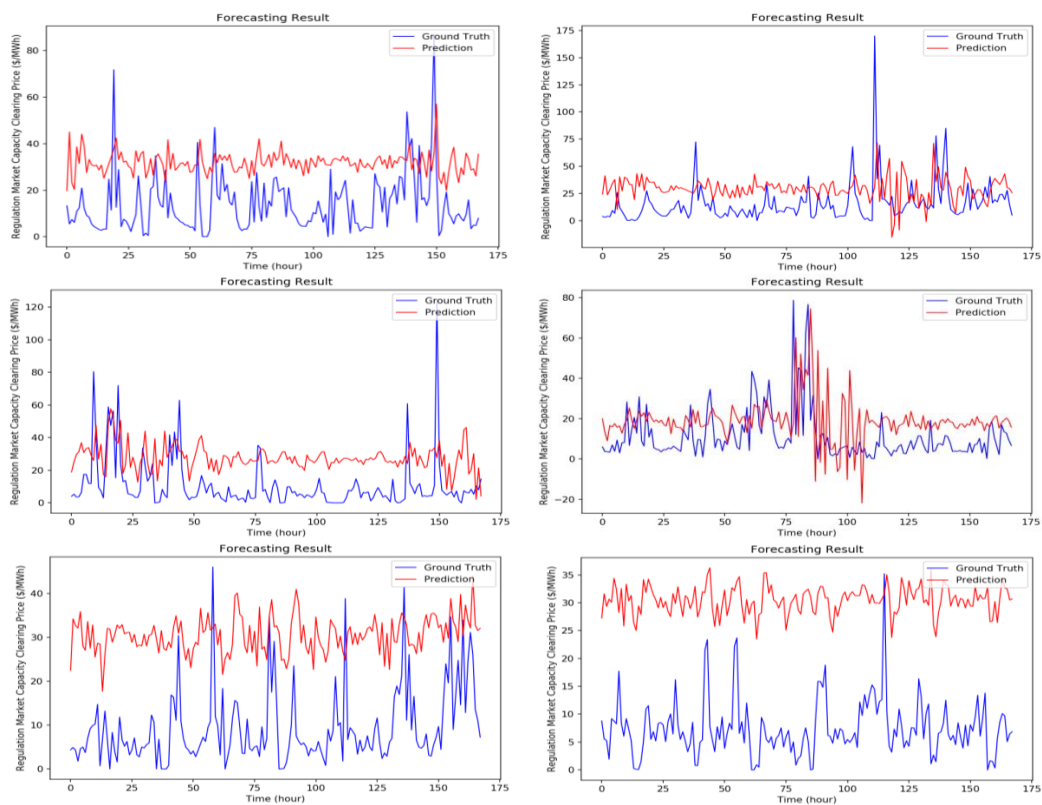 Forecasting Result
Regulation Market Capacity Clearing Price ($/MWh)
80
60
40
20
0
Ground Truth
Prediction
0 25 50 75 100 125 150 175
Time (hour)
Forecasting Result
Regulation Market Capacity Clearing Price ($/MWh)
175
150
125
100
75
50
25
0
Ground Truth
Prediction
0 25 50 75 100 125 150 175
Time (hour)
Forecasting Result
Regulation Market Capacity Clearing Price ($/MWh)
120
100
80
60
40
20
0
Ground Truth
Prediction
0 25 50 75 100 125 150 175
Time (hour)
Forecasting Result
Regulation Market Capacity Clearing Price ($/MWh)
80
60
40
20
0
−20
Ground Truth
Prediction
0 25 50 75 100 125 150 175
Time (hour)
Forecasting Result
Regulation Market Capacity Clearing Price ($/MWh)
40
30
20
10
0
Ground Truth
Prediction
0 25 50 75 100 125 150 175
Time (hour)
Forecasting Result
Regulation Market Capacity Clearing Price ($/MWh)
35
30
25
20
15
10
5
0
Ground Truth
Prediction
0 25 50 75 100 125 150 175
Time (hour)